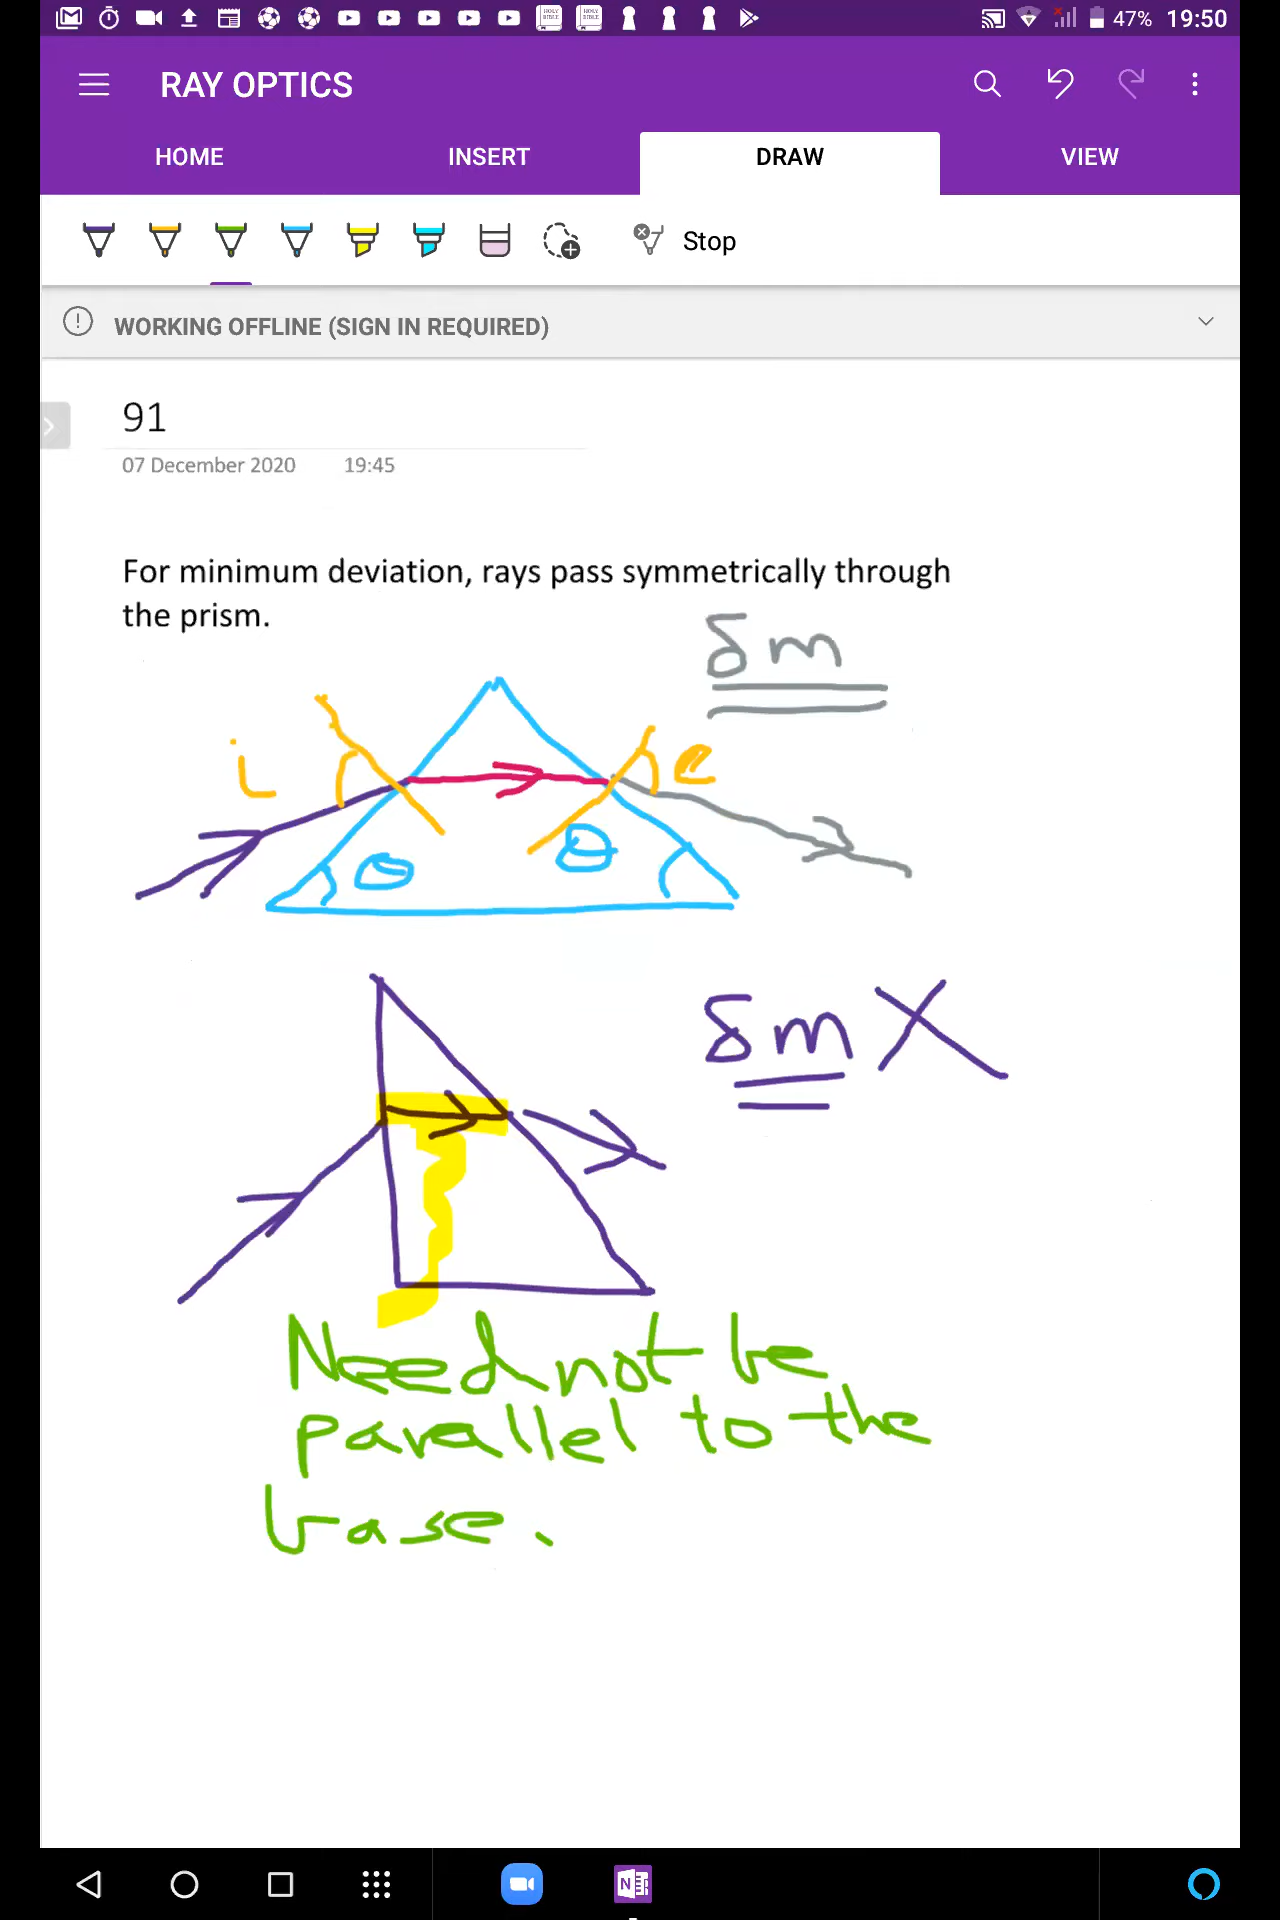 47% 19:50
RAY OPTICS
HOME INSERT DRAW VIEW
Stop
WORKING OFFLINE (SIGN IN REQUIRED)
91
07 December 2020 19:45
For minimum deviation, rays pass symmetrically through
the prism.
δm
i e
θ θ
δm X
Need not be
parallel to the
base.
N